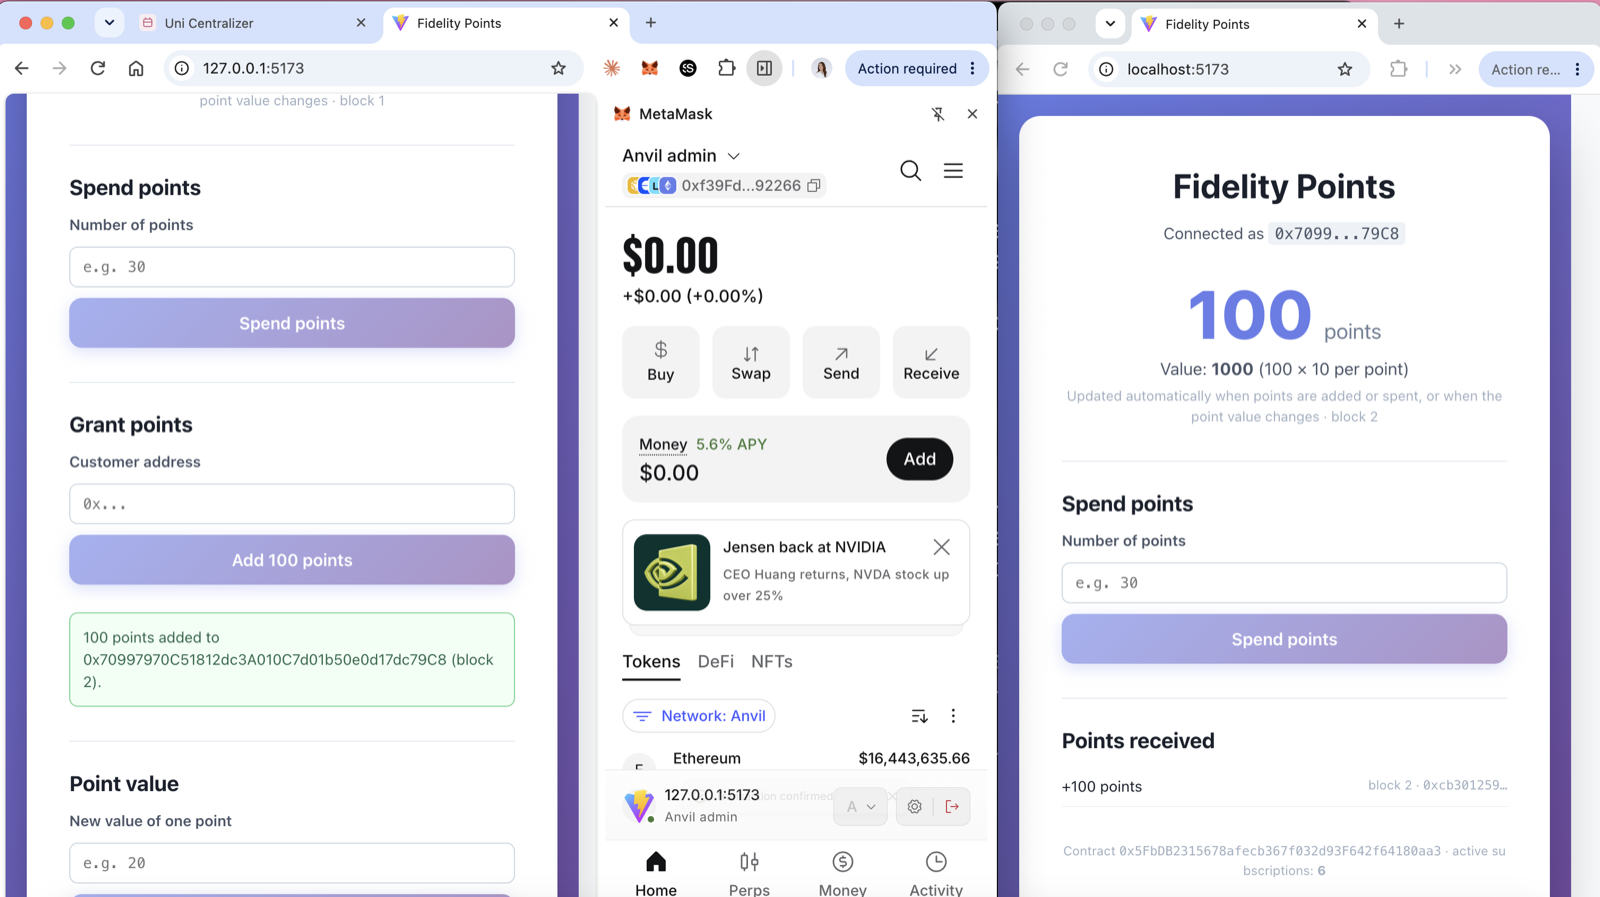 Uni Centralizer
Fidelity Points
127.0.0.1:5173
Action required
point value changes · block 1
Spend points
Number of points
e.g. 30
Spend points
Grant points
Customer address
0x...
Add 100 points
100 points added to
0x70997970C51812dc3A010C7d01b50e0d17dc79C8 (block
2).
Point value
New value of one point
e.g. 20
MetaMask
Anvil admin
0xf39Fd...92266
$0.00
+$0.00 (+0.00%)
Buy
Swap
Send
Receive
Money 5.6% APY
$0.00
Add
Jensen back at NVIDIA
CEO Huang returns, NVDA stock up
over 25%
Tokens DeFi NFTs
Network: Anvil
Ethereum $16,443,635.66
127.0.0.1:5173
Anvil admin
A
Home
Perps
Money
Activity
Fidelity Points
localhost:5173
Action re...
Fidelity Points
Connected as 0x7099...79C8
100 points
Value: 1000 (100 × 10 per point)
Updated automatically when points are added or spent, or when the
point value changes · block 2
Spend points
Number of points
e.g. 30
Spend points
Points received
+100 points block 2 · 0xcb301259…
Contract 0x5FbDB2315678afecb367f032d93F642f64180aa3 · active su
bscriptions: 6